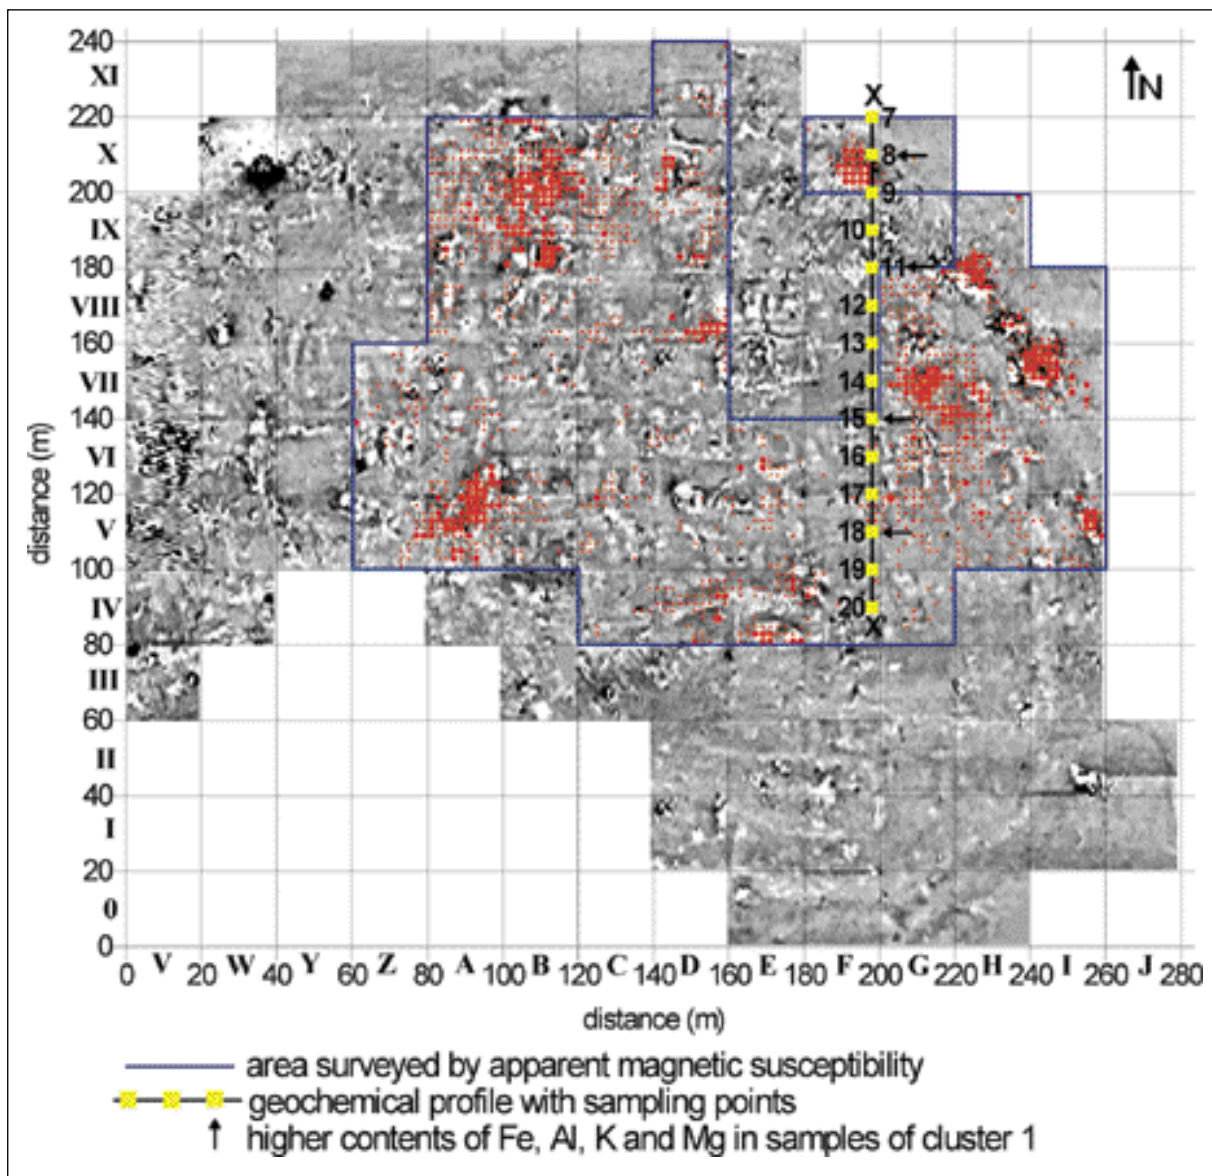 240
XI
N
220
X
7
X
8
200
9
IX
10
180
11
VIII
12
160
13
VII
14
140
15
VI
16
120
17
V
18
100
19
IV
20
X'
80
III
60
II
40
I
20
0
0
0 V 20 W 40 Y 60 Z 80 A 100 B 120 C 140 D 160 E 180 F 200 G 220 H 240 I 260 J 280
distance (m)
distance (m)
area surveyed by apparent magnetic susceptibility
geochemical profile with sampling points
higher contents of Fe, Al, K and Mg in samples of cluster 1